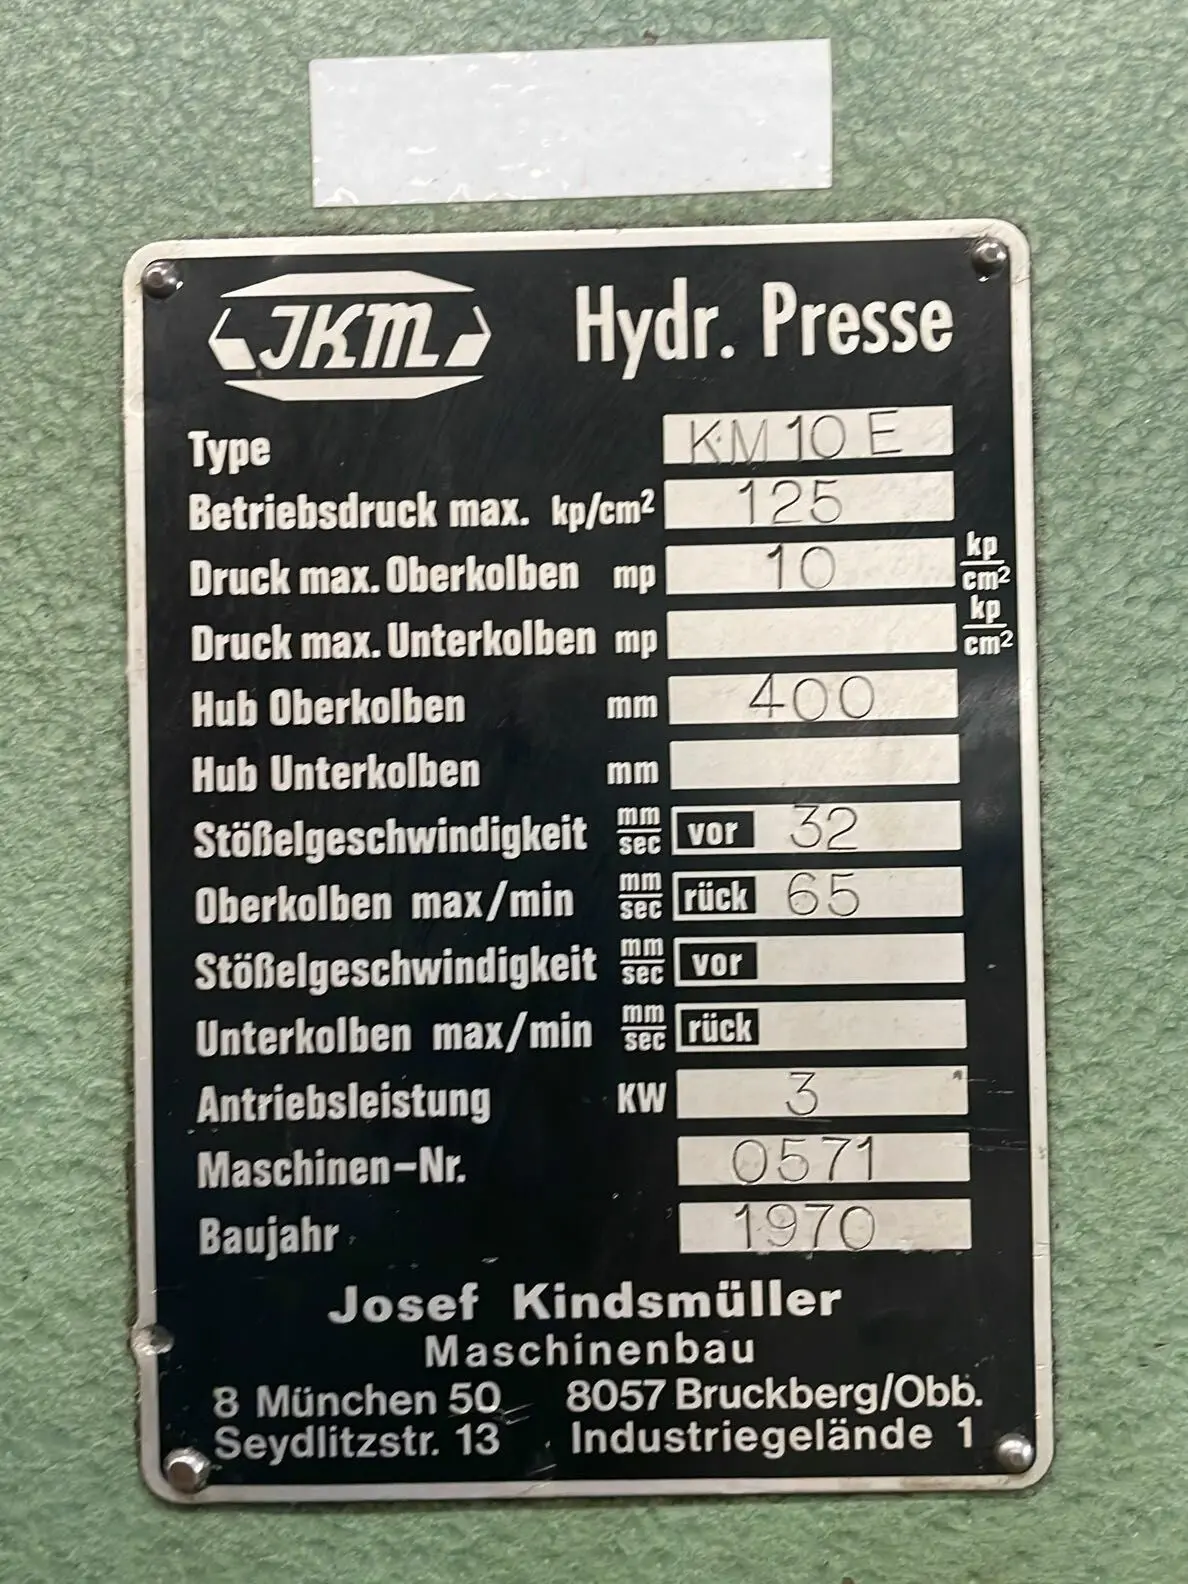 JKM Hydr. Presse
Type KM 10 E
Betriebsdruck max. kp/cm² 125
Druck max. Oberkolben mp 10 kp/cm²
Druck max. Unterkolben mp kp/cm²
Hub Oberkolben mm 400
Hub Unterkolben mm
Stößelgeschwindigkeit mm/sec vor 32
Oberkolben max/min mm/sec rück 65
Stößelgeschwindigkeit mm/sec vor
Unterkolben max/min mm/sec rück
Antriebsleistung KW 3
Maschinen-Nr. 0571
Baujahr 1970
Josef Kindsmüller
Maschinenbau
8 München 50 8057 Bruckberg/Obb.
Seydlitzstr. 13 Industriegelände 1